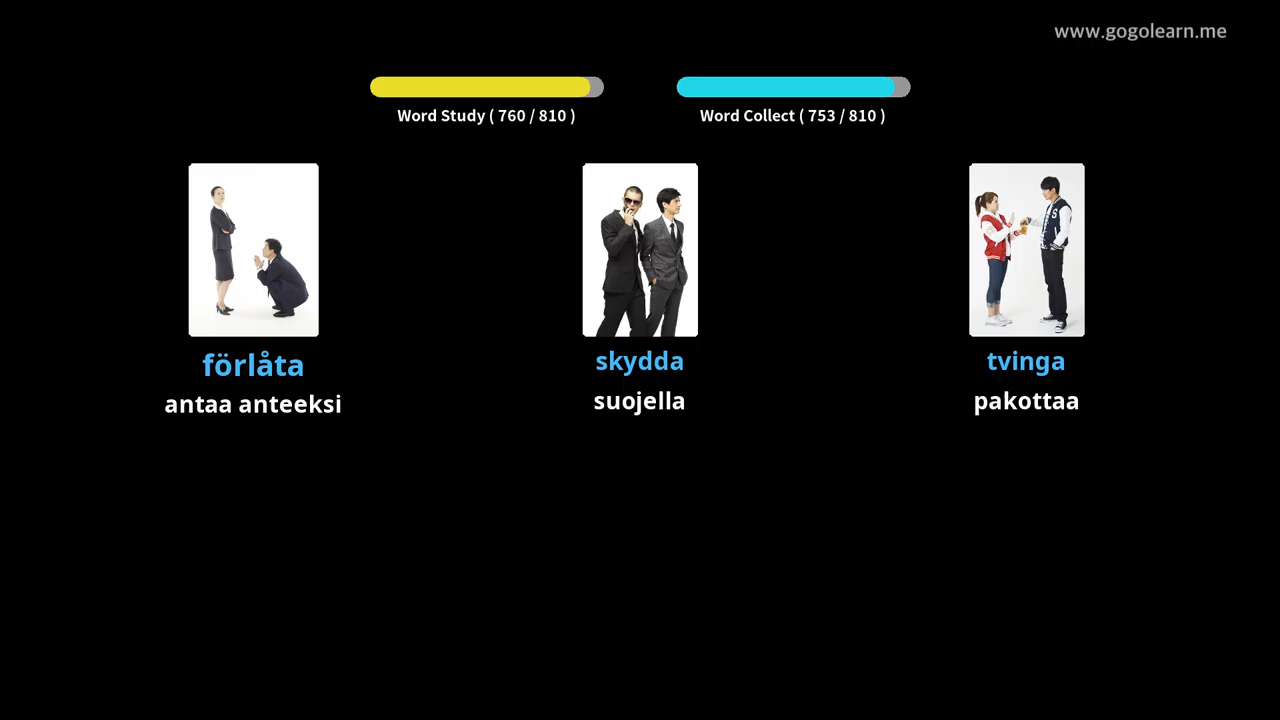 www.gogolearn.me
Word Study ( 760 / 810 )
Word Collect ( 753 / 810 )
förlåta
antaa anteeksi
skydda
suojella
tvinga
pakottaa